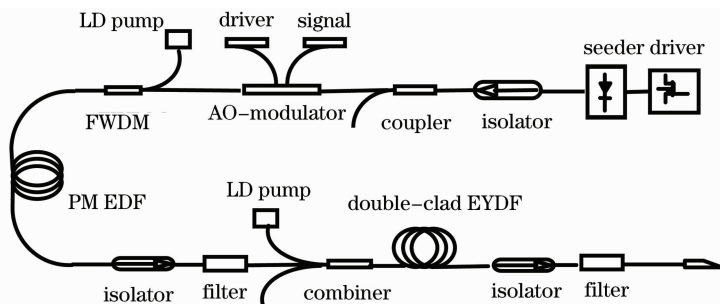 LD pump
driver
signal
seeder driver
FWDM
AO-modulator
coupler
isolator
PM EDF
LD pump
double-clad EYDF
isolator
filter
combiner
isolator
filter